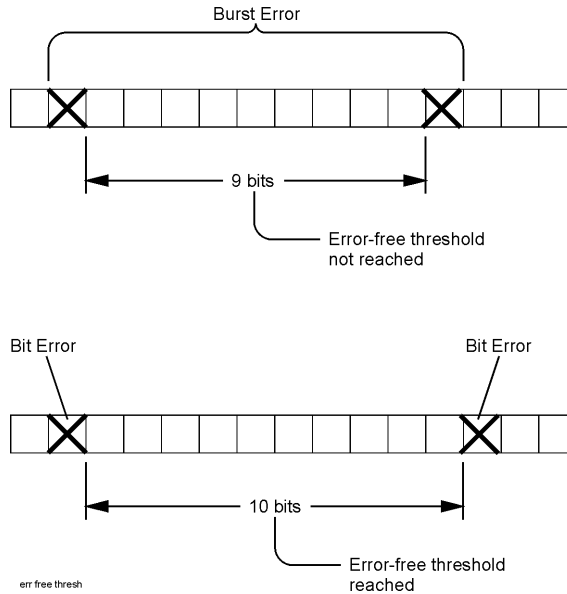 Burst Error
9 bits
Error-free threshold
not reached
Bit Error
Bit Error
10 bits
Error-free threshold
reached
err free thresh